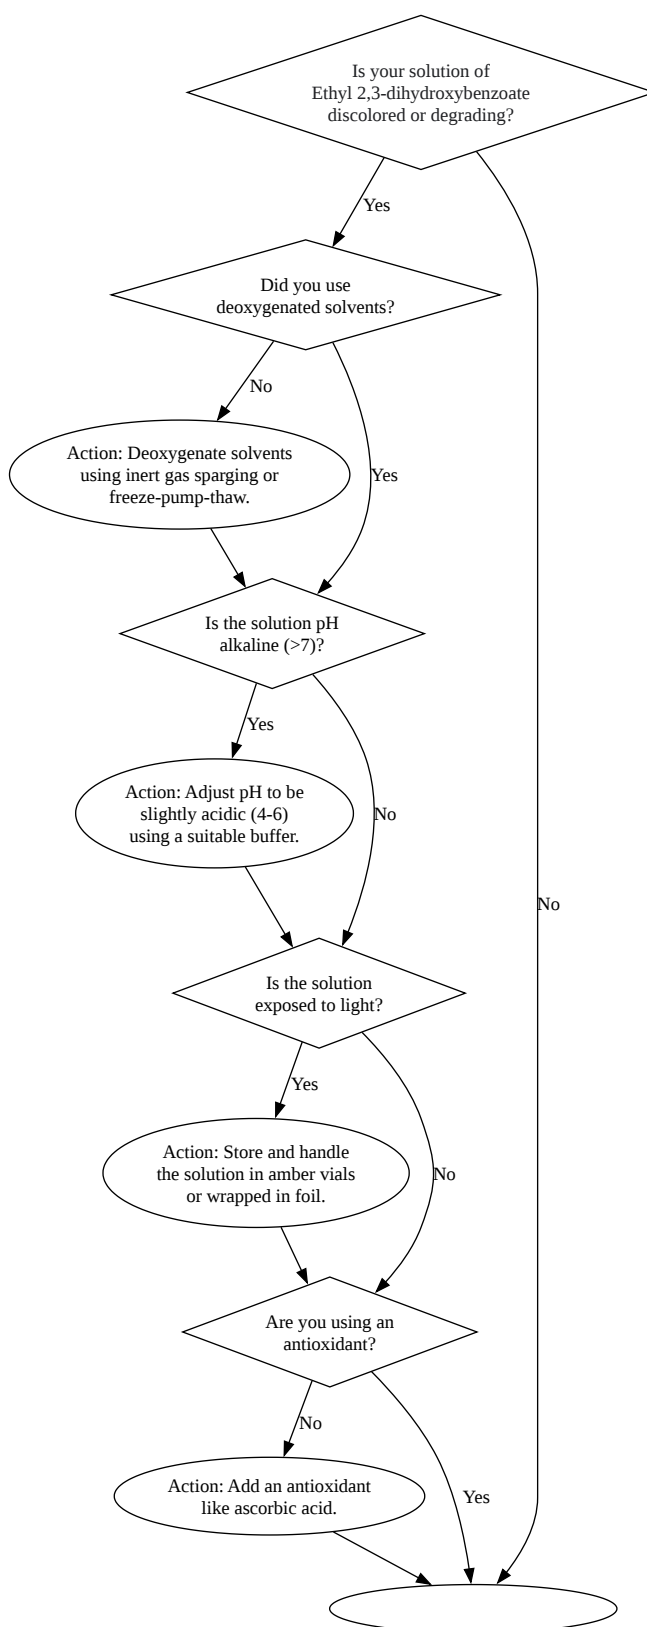 Is your solution of
Ethyl 2,3-dihydroxybenzoate
discolored or degrading?
Yes
Did you use
deoxygenated solvents?
No
Action: Deoxygenate solvents
using inert gas sparging or
freeze-pump-thaw.
Yes
Is the solution pH
alkaline (>7)?
Yes
Action: Adjust pH to be
slightly acidic (4-6)
using a suitable buffer.
No
No
Is the solution
exposed to light?
Yes
Action: Store and handle
the solution in amber vials
or wrapped in foil.
No
Are you using an
antioxidant?
No
Action: Add an antioxidant
like ascorbic acid.
Yes